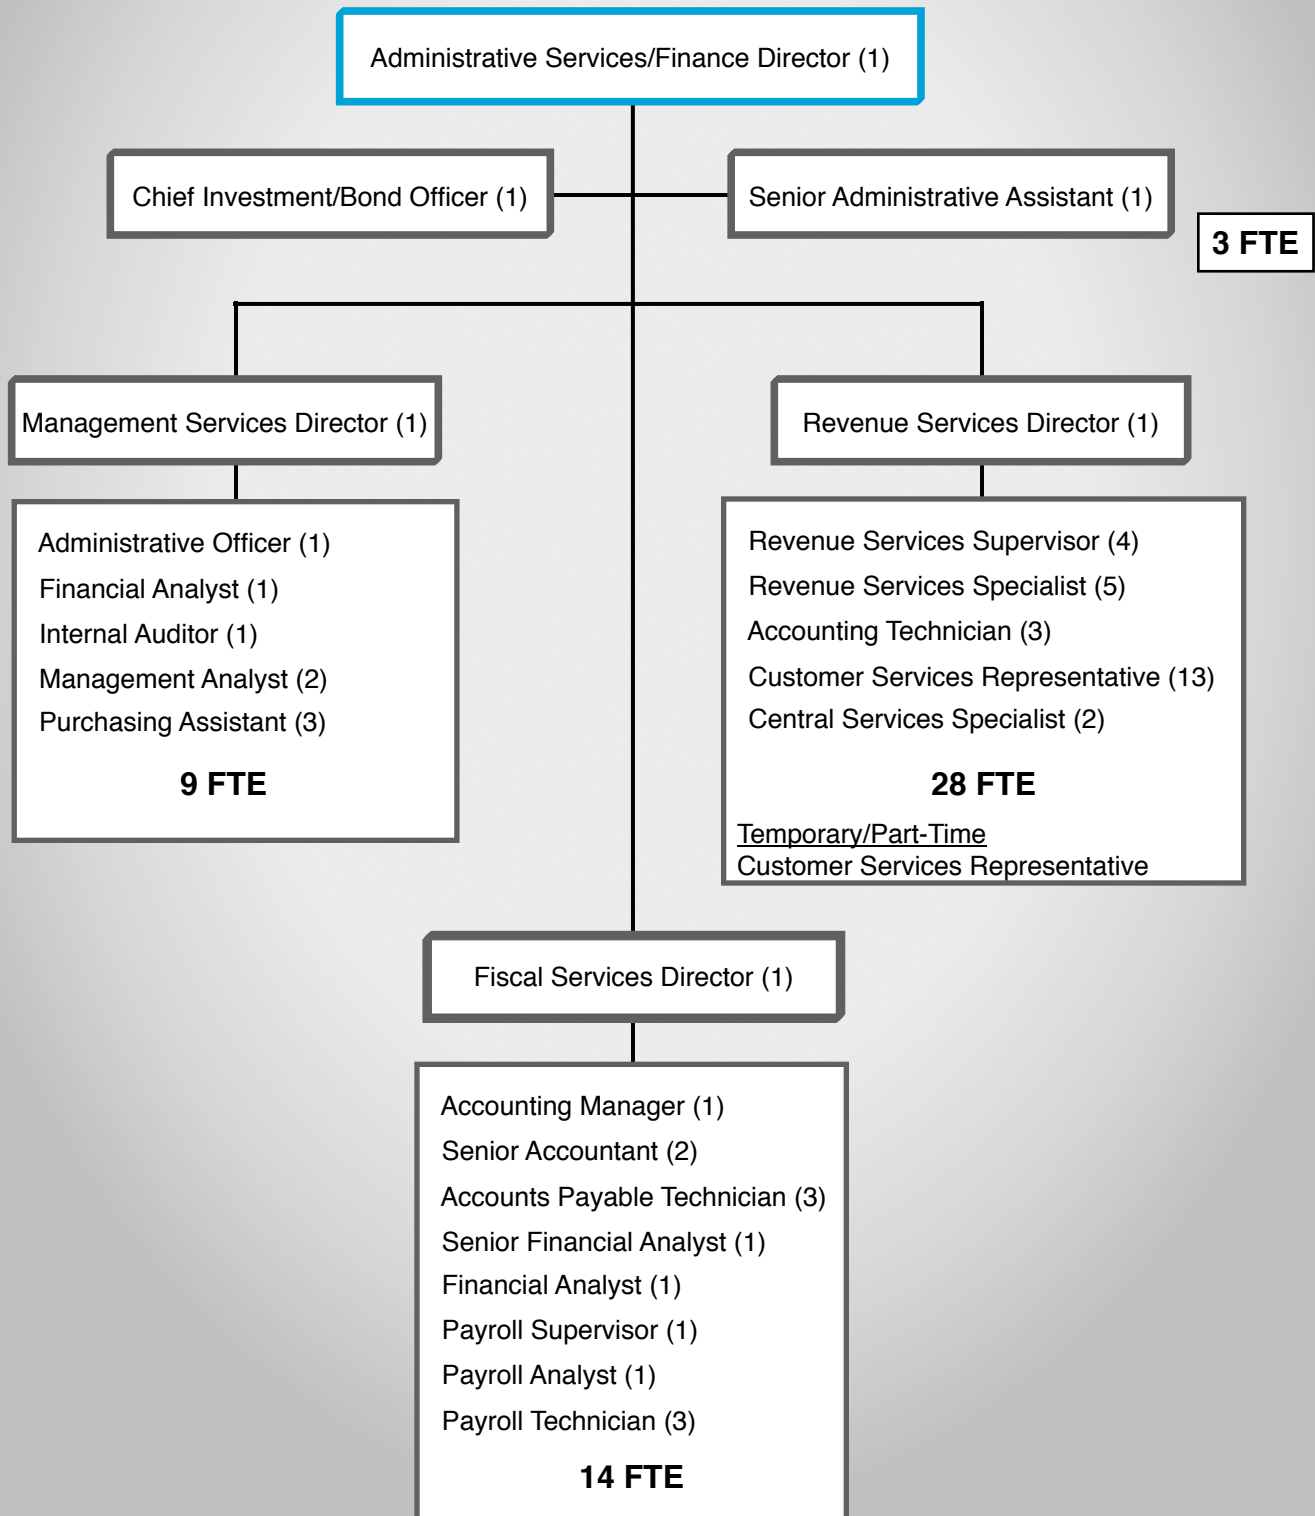 Administrative Services/Finance Director (1)
Chief Investment/Bond Officer (1)
Senior Administrative Assistant (1)
3 FTE
Management Services Director (1)
Administrative Officer (1)
Financial Analyst (1)
Internal Auditor (1)
Management Analyst (2)
Purchasing Assistant (3)
9 FTE
Revenue Services Director (1)
Revenue Services Supervisor (4)
Revenue Services Specialist (5)
Accounting Technician (3)
Customer Services Representative (13)
Central Services Specialist (2)
28 FTE
Temporary/Part-Time
Customer Services Representative
Fiscal Services Director (1)
Accounting Manager (1)
Senior Accountant (2)
Accounts Payable Technician (3)
Senior Financial Analyst (1)
Financial Analyst (1)
Payroll Supervisor (1)
Payroll Analyst (1)
Payroll Technician (3)
14 FTE